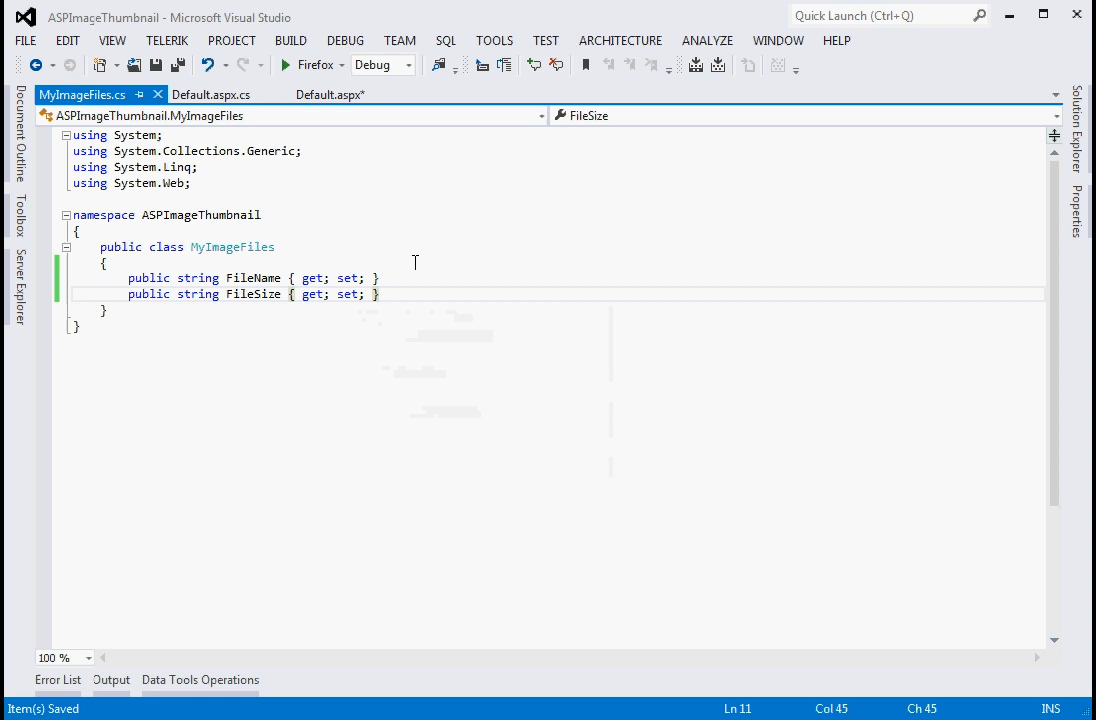 ASPImageThumbnail - Microsoft Visual Studio
Quick Launch (Ctrl+Q)
FILE EDIT VIEW TELERIK PROJECT BUILD DEBUG TEAM SQL TOOLS TEST ARCHITECTURE ANALYZE WINDOW HELP
Firefox Debug
MyImageFiles.cs Default.aspx.cs Default.aspx*
ASPImageThumbnail.MyImageFiles FileSize
using System;
using System.Collections.Generic;
using System.Linq;
using System.Web;
namespace ASPImageThumbnail
{
public class MyImageFiles
{
public string FileName { get; set; }
public string FileSize { get; set; }
}
}
Document Outline
Toolbox
Server Explorer
Solution Explorer
Properties
100 %
Error List Output Data Tools Operations
Item(s) Saved Ln 11 Col 45 Ch 45 INS